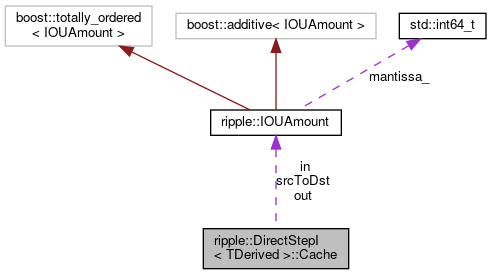 boost::totally_ordered
< IOUAmount >
boost::additive< IOUAmount >
std::int64_t
mantissa_
ripple::IOUAmount
in
srcToDst
out
ripple::DirectStepI
< TDerived >::Cache